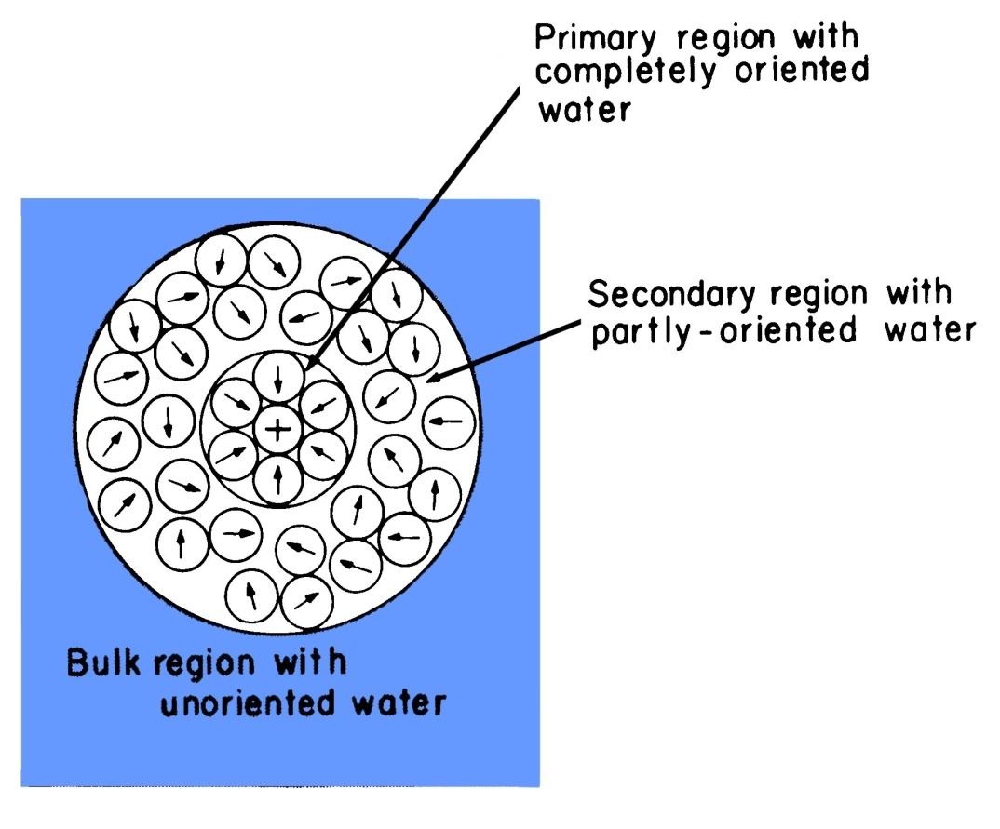 Primary region with
completely oriented
water
Secondary region with
partly-oriented water
+
Bulk region with
unoriented water